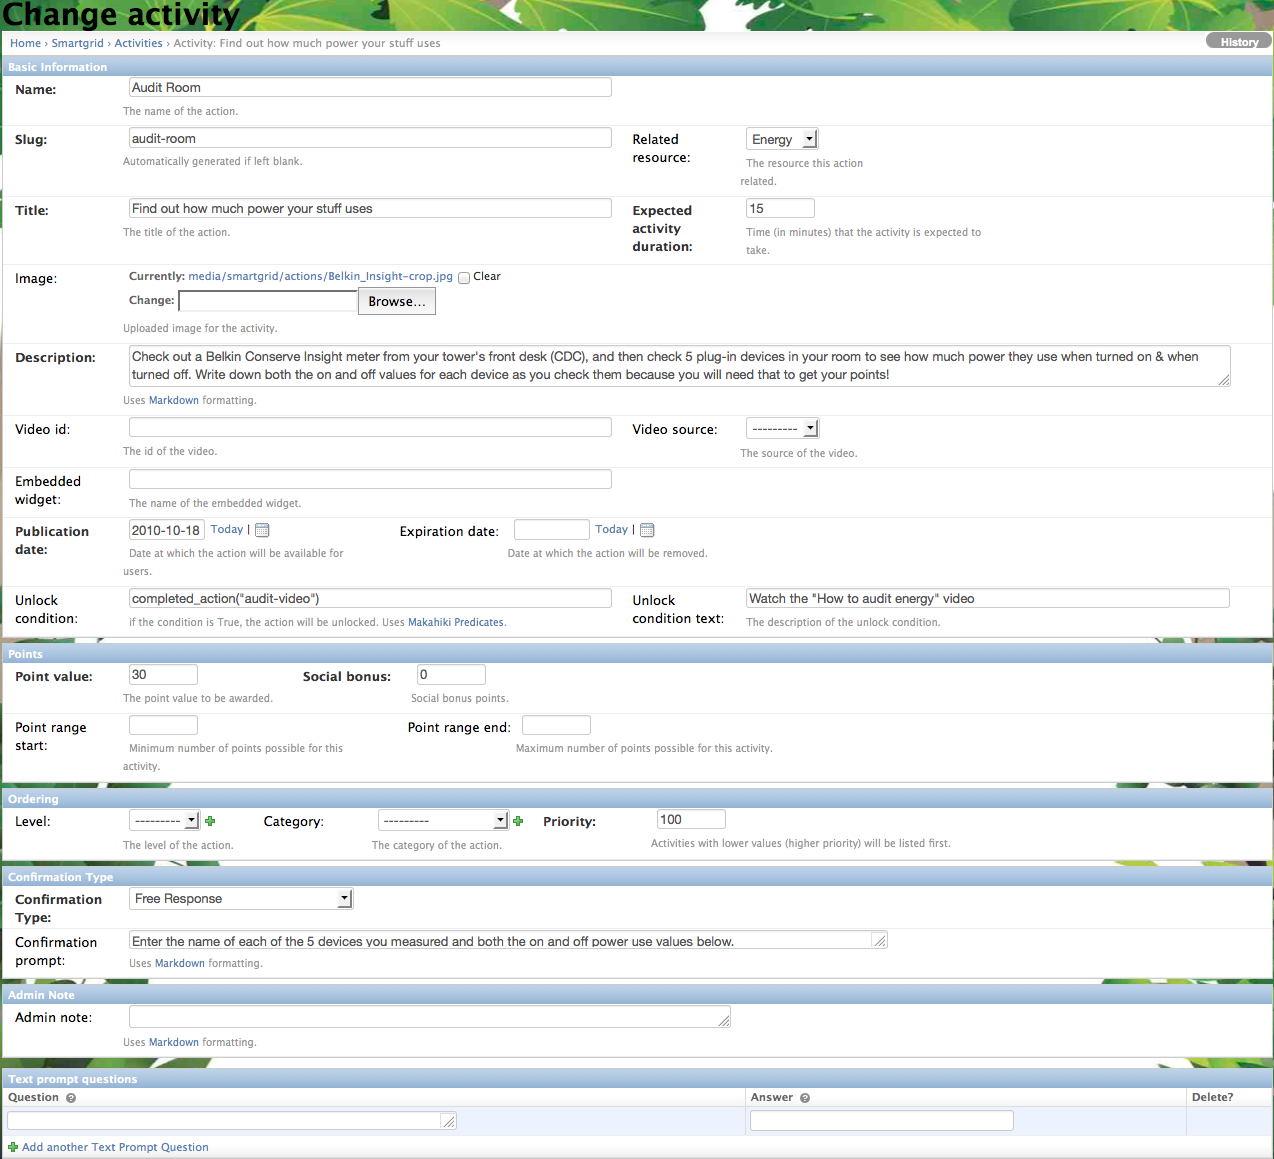 Change activity
Home › Smartgrid › Activities › Activity: Find out how much power your stuff uses
History
Basic Information
Name:
Audit Room
The name of the action.
Slug:
audit-room
Automatically generated if left blank.
Related resource:
Energy
The resource this action related.
Title:
Find out how much power your stuff uses
The title of the action.
Expected activity duration:
15
Time (in minutes) that the activity is expected to take.
Image:
Currently: media/smartgrid/actions/Belkin_Insight-crop.jpg Clear
Change: Browse...
Uploaded image for the activity.
Description:
Check out a Belkin Conserve Insight meter from your tower's front desk (CDC), and then check 5 plug-in devices in your room to see how much power they use when turned on & when
turned off. Write down both the on and off values for each device as you check them because you will need that to get your points!
Uses Markdown formatting.
Video id:
The id of the video.
Video source:
---------
The source of the video.
Embedded widget:
The name of the embedded widget.
Publication date:
2010-10-18 Today |
Date at which the action will be available for users.
Expiration date:
Today |
Date at which the action will be removed.
Unlock condition:
completed_action("audit-video")
if the condition is True, the action will be unlocked. Uses Makahiki Predicates.
Unlock condition text:
Watch the "How to audit energy" video
The description of the unlock condition.
Points
Point value:
30
The point value to be awarded.
Social bonus:
0
Social bonus points.
Point range start:
Minimum number of points possible for this activity.
Point range end:
Maximum number of points possible for this activity.
Ordering
Level:
---------
The level of the action.
Category:
---------
The category of the action.
Priority:
100
Activities with lower values (higher priority) will be listed first.
Confirmation Type
Confirmation Type:
Free Response
Confirmation prompt:
Enter the name of each of the 5 devices you measured and both the on and off power use values below.
Uses Markdown formatting.
Admin Note
Admin note:
Uses Markdown formatting.
Text prompt questions
Question ?
Answer ?
Delete?
Add another Text Prompt Question